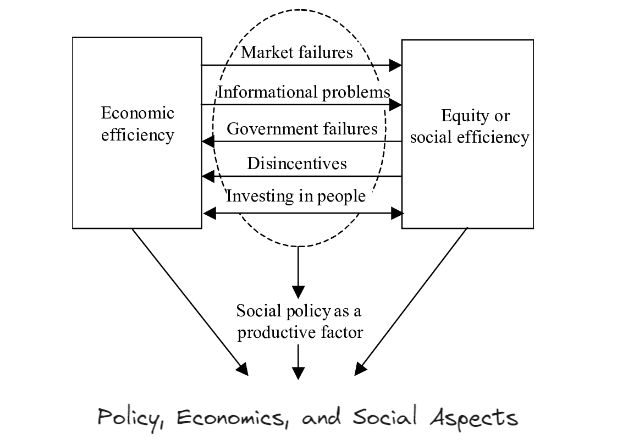 Market failures
Informational problems
Economic
efficiency
Government failures
Equity or
social efficiency
Disincentives
Investing in people
Social policy as a
productive factor
Policy, Economics, and Social Aspects